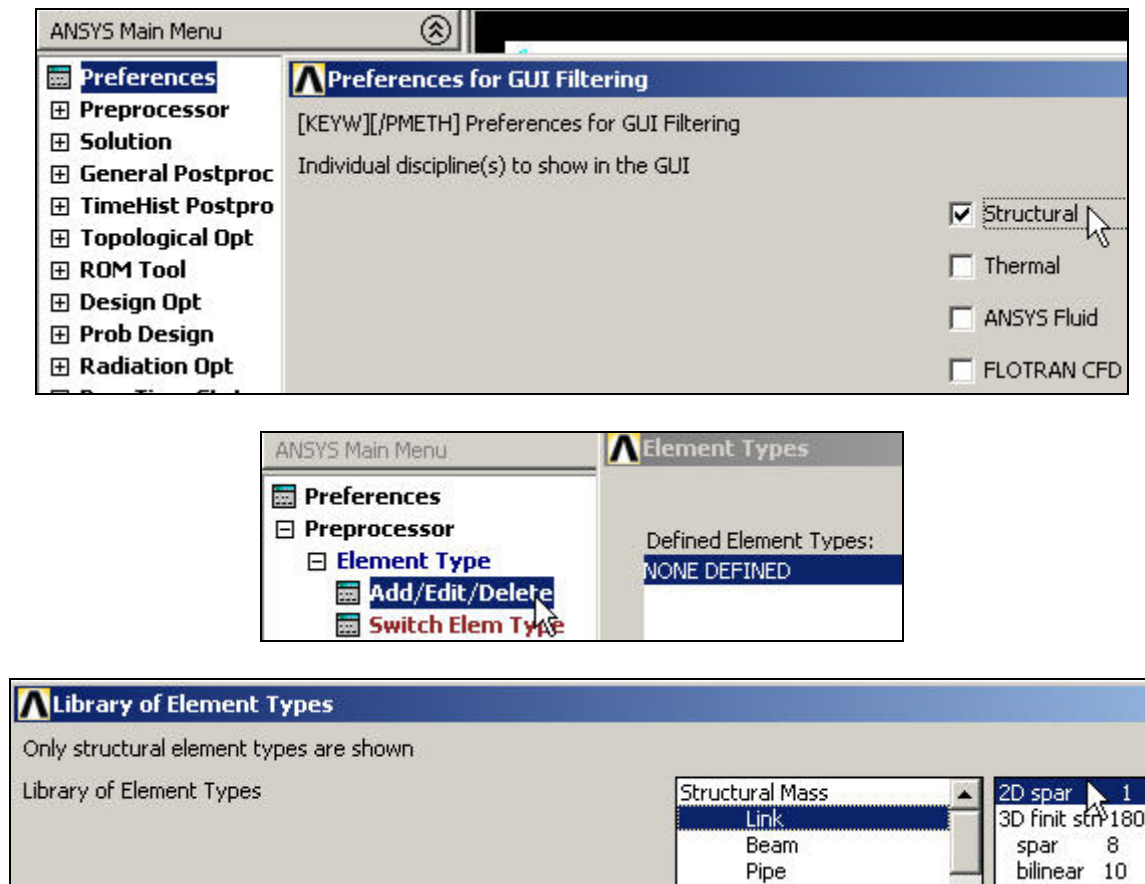 ANSYS Main Menu
Preferences
Preprocessor
Solution
General Postproc
TimeHist Postpro
Topological Opt
ROM Tool
Design Opt
Prob Design
Radiation Opt
Preferences for GUI Filtering
[KEYW][/PMETH] Preferences for GUI Filtering
Individual discipline(s) to show in the GUI
Structural
Thermal
ANSYS Fluid
FLOTRAN CFD
ANSYS Main Menu
Preferences
Preprocessor
Element Type
Add/Edit/Delete
Switch Elem Type
Element Types
Defined Element Types:
NONE DEFINED
Library of Element Types
Only structural element types are shown
Library of Element Types
Structural Mass
Link
Beam
Pipe
2D spar 1
3D finit stn 180
spar 8
bilinear 10